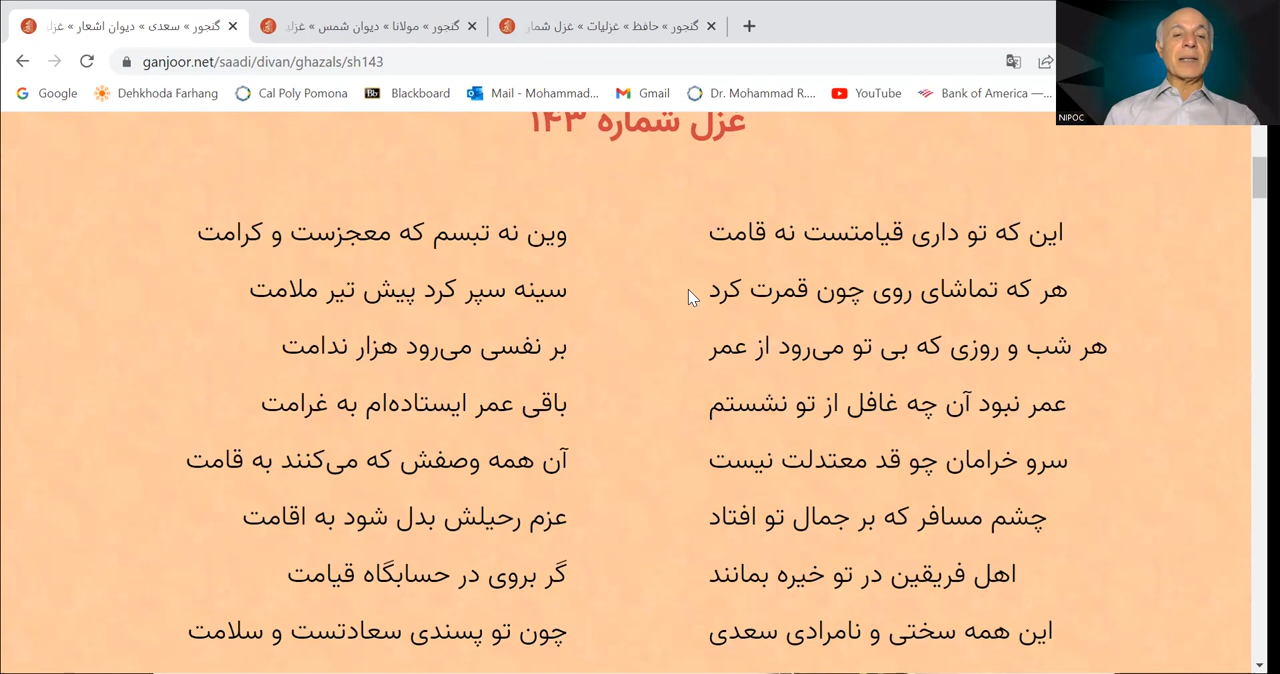 گنجور » سعدی » دیوان اشعار » غزل
گنجور » مولانا » دیوان شمس » غزلی
گنجور » حافظ » غزلیات » غزل شمار
ganjoor.net/saadi/divan/ghazals/sh143
Google Dehkhoda Farhang Cal Poly Pomona Bb Blackboard Mail - Mohammad... Gmail Dr. Mohammad R.... YouTube Bank of America —...
NIPOC
غزل شماره ۱۴۳
این که تو داری قیامتست نه قامت
وین نه تبسم که معجزست و کرامت
هر که تماشای روی چون قمرت کرد
سینه سپر کرد پیش تیر ملامت
هر شب و روزی که بی تو می‌رود از عمر
بر نفسی می‌رود هزار ندامت
عمر نبود آن چه غافل از تو نشستم
باقی عمر ایستاده‌ام به غرامت
سرو خرامان چو قد معتدلت نیست
آن همه وصفش که می‌کنند به قامت
چشم مسافر که بر جمال تو افتاد
عزم رحیلش بدل شود به اقامت
اهل فریقین در تو خیره بمانند
گر بروی در حسابگاه قیامت
این همه سختی و نامرادی سعدی
چون تو پسندی سعادتست و سلامت